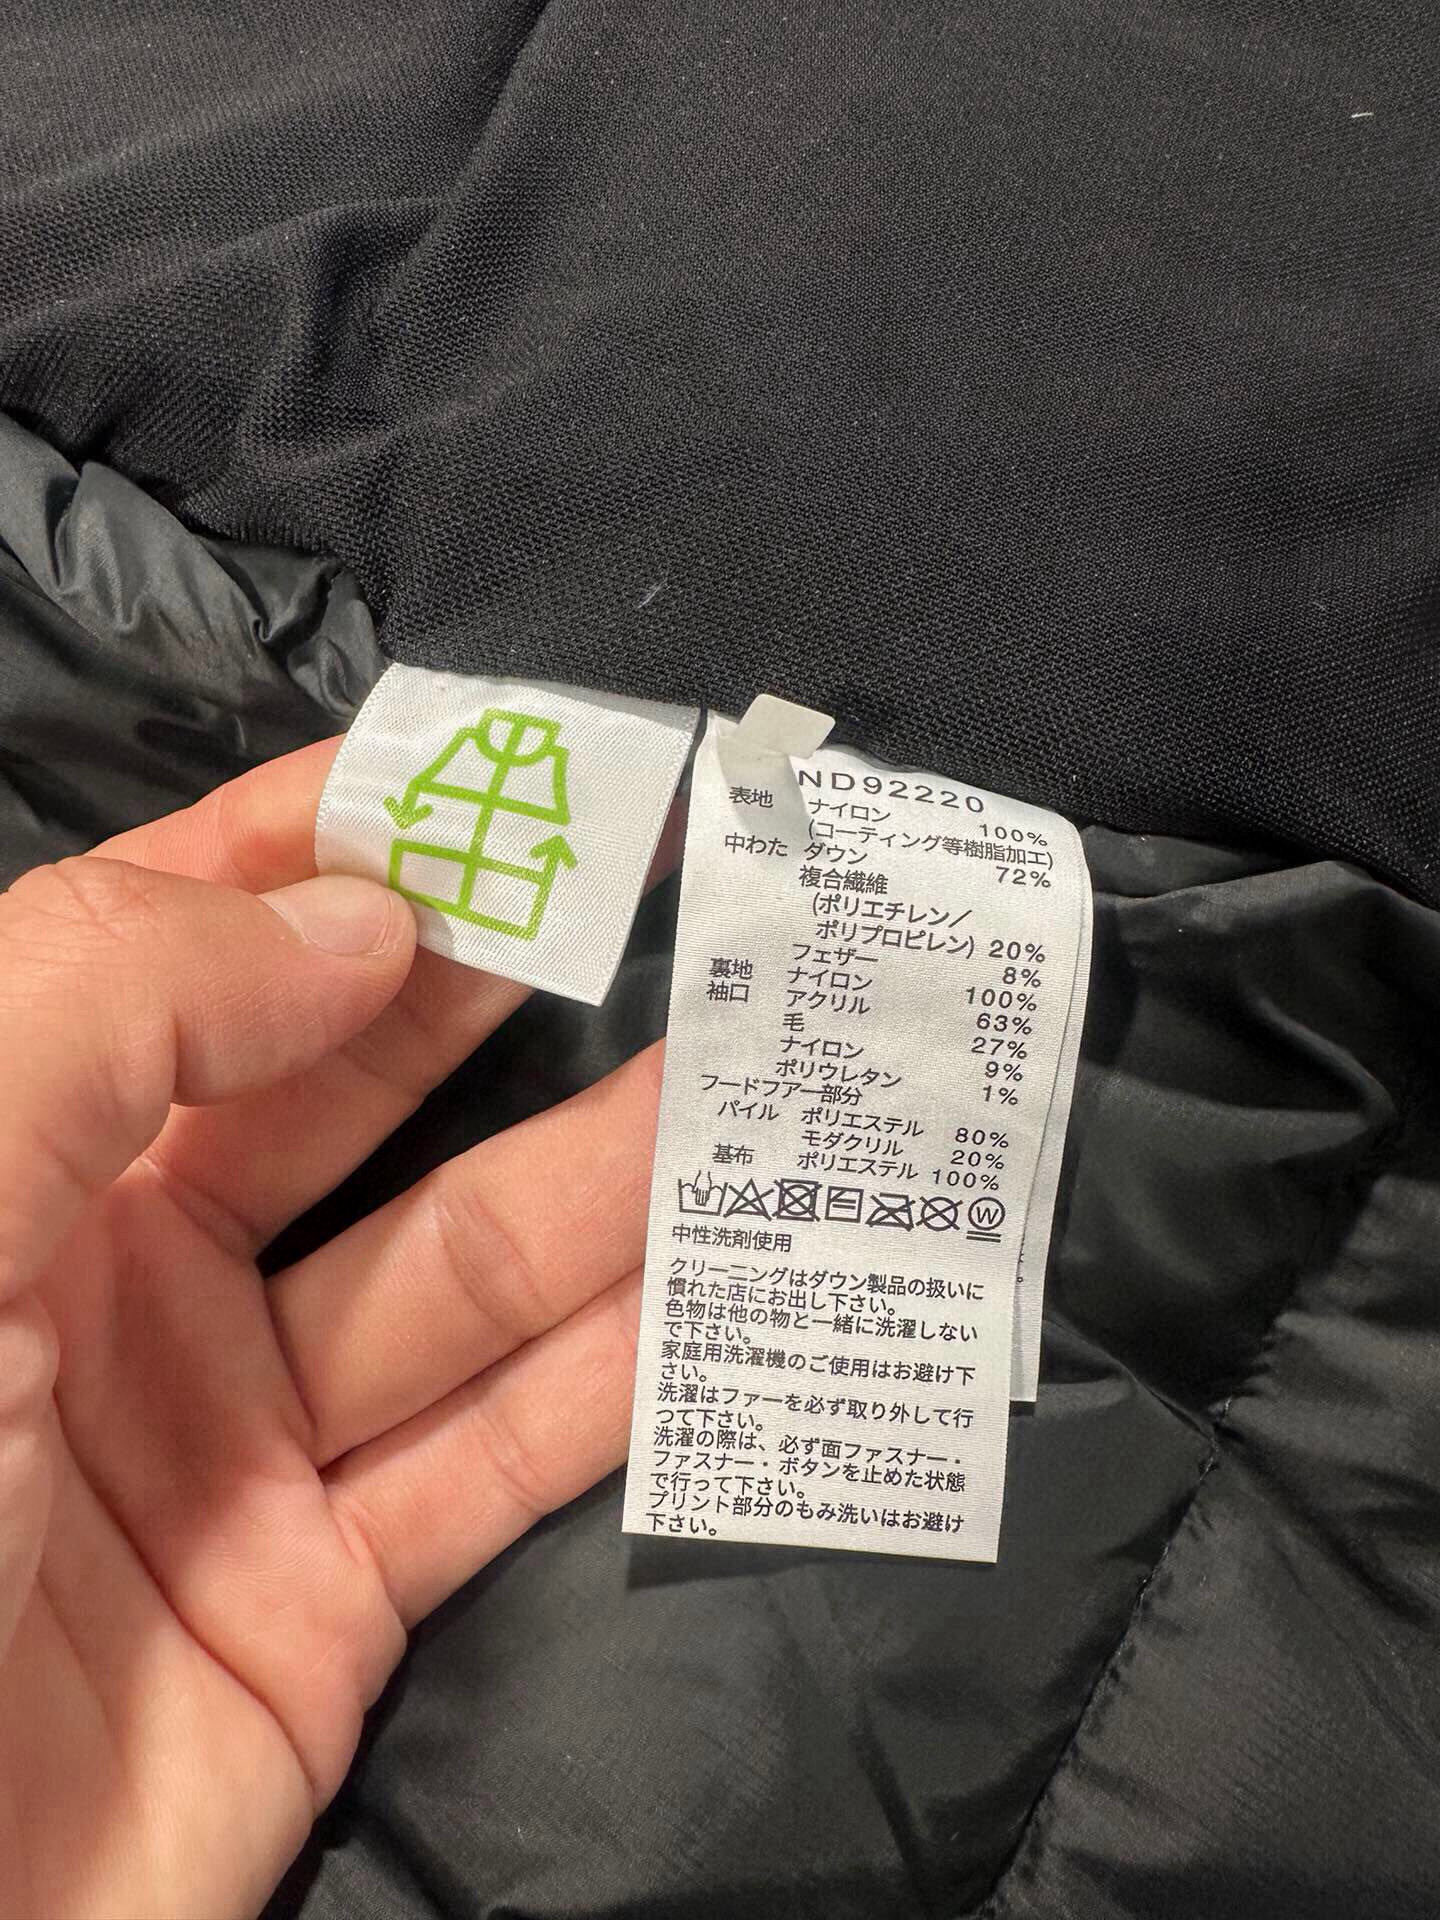 ND92220
表地 ナイロン 100%
(コーティング等樹脂加工)
中わた ダウン 72%
複合繊維
(ポリエチレン/
ポリプロピレン) 20%
フェザー 8%
裏地 ナイロン 100%
袖口 アクリル 63%
毛 27%
ナイロン 9%
ポリウレタン 1%
フードファー部分
パイル ポリエステル 80%
モダクリル 20%
基布 ポリエステル 100%
W
中性洗剤使用
クリーニングはダウン製品の扱いに
慣れた店にお出し下さい。
色物は他の物と一緒に洗濯しない
で下さい。
家庭用洗濯機のご使用はお避け下
さい。
洗濯はファーを必ず取り外して行
つて下さい。
洗濯の際は、必ず面ファスナー・
ファスナー・ボタンを止めた状態
で行って下さい。
プリント部分のもみ洗いはお避け
下さい。